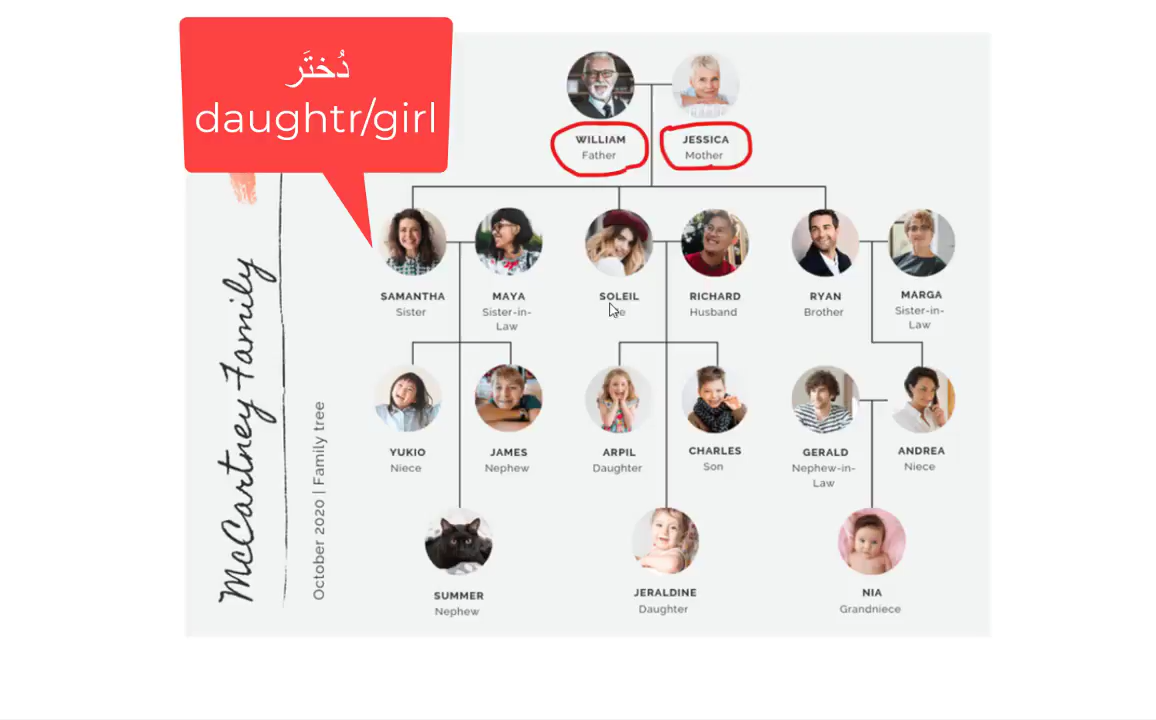 دُختَر
daughtr/girl
WILLIAM
Father
JESSICA
Mother
SAMANTHA
Sister
MAYA
Sister-in-
Law
SOLEIL
RICHARD
Husband
RYAN
Brother
MARGA
Sister-in-
Law
YUKIO
Niece
JAMES
Nephew
ARPIL
Daughter
CHARLES
Son
GERALD
Nephew-in-
Law
ANDREA
Niece
SUMMER
Nephew
JERALDINE
Daughter
NIA
Grandniece
McCartney Family
October 2020 | Family tree